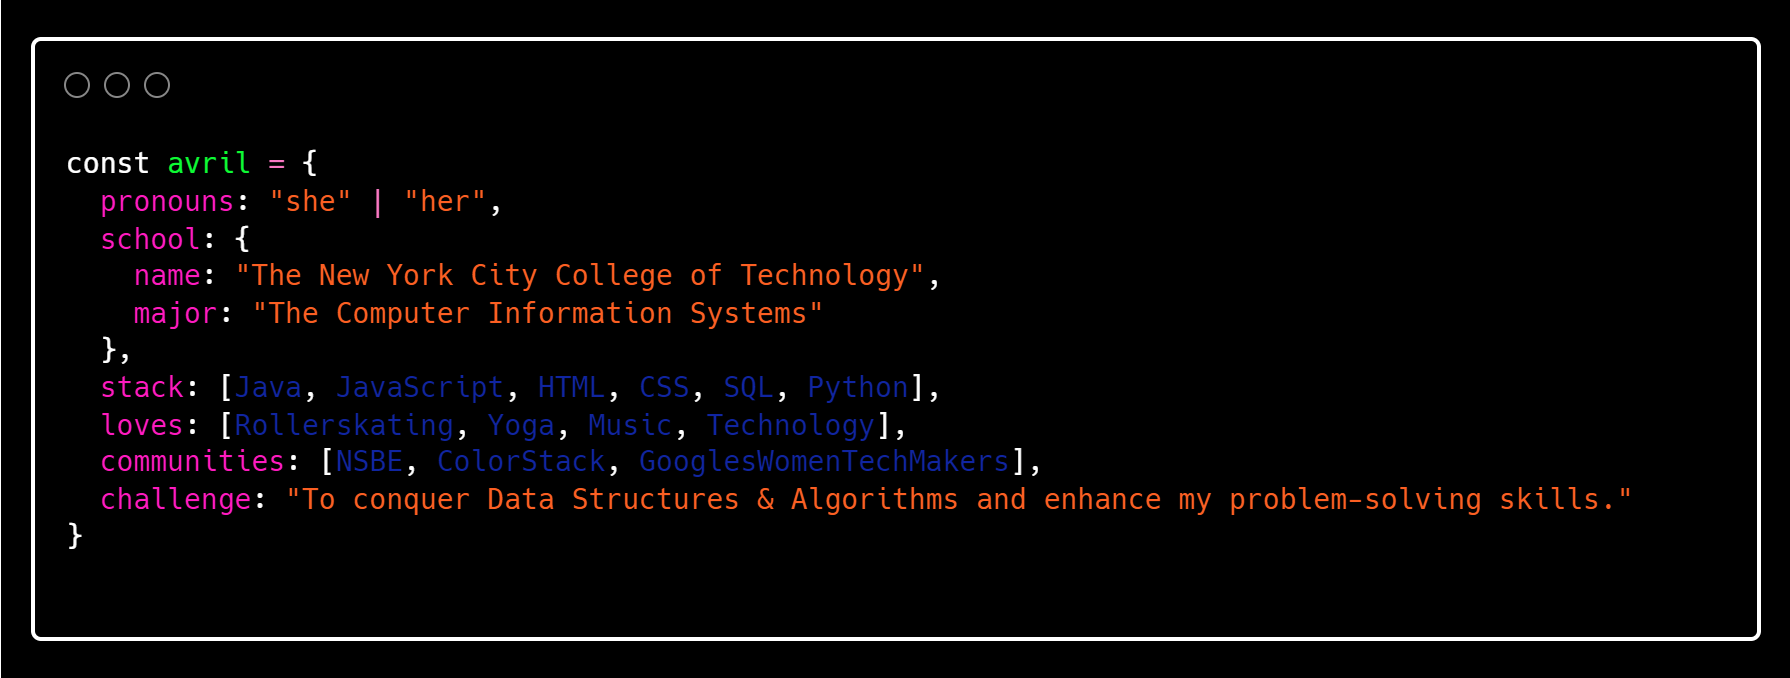 const avril = {
  pronouns: "she" | "her",
  school: {
    name: "The New York City College of Technology",
    major: "The Computer Information Systems"
  },
  stack: [Java, JavaScript, HTML, CSS, SQL, Python],
  loves: [Rollerskating, Yoga, Music, Technology],
  communities: [NSBE, ColorStack, GooglesWomenTechMakers],
  challenge: "To conquer Data Structures & Algorithms and enhance my problem-solving skills."
}